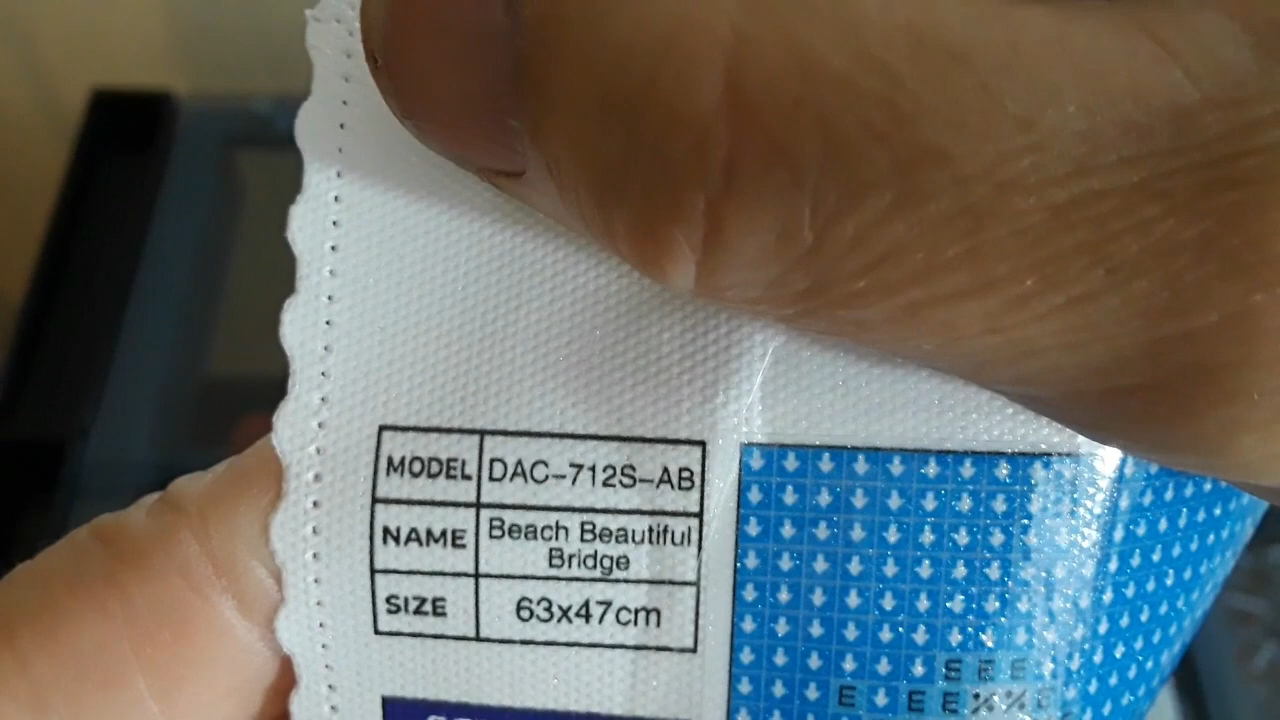 MODEL DAC-712S-AB
NAME Beach Beautiful
Bridge
SIZE 63x47cm
E E E
E E E % %